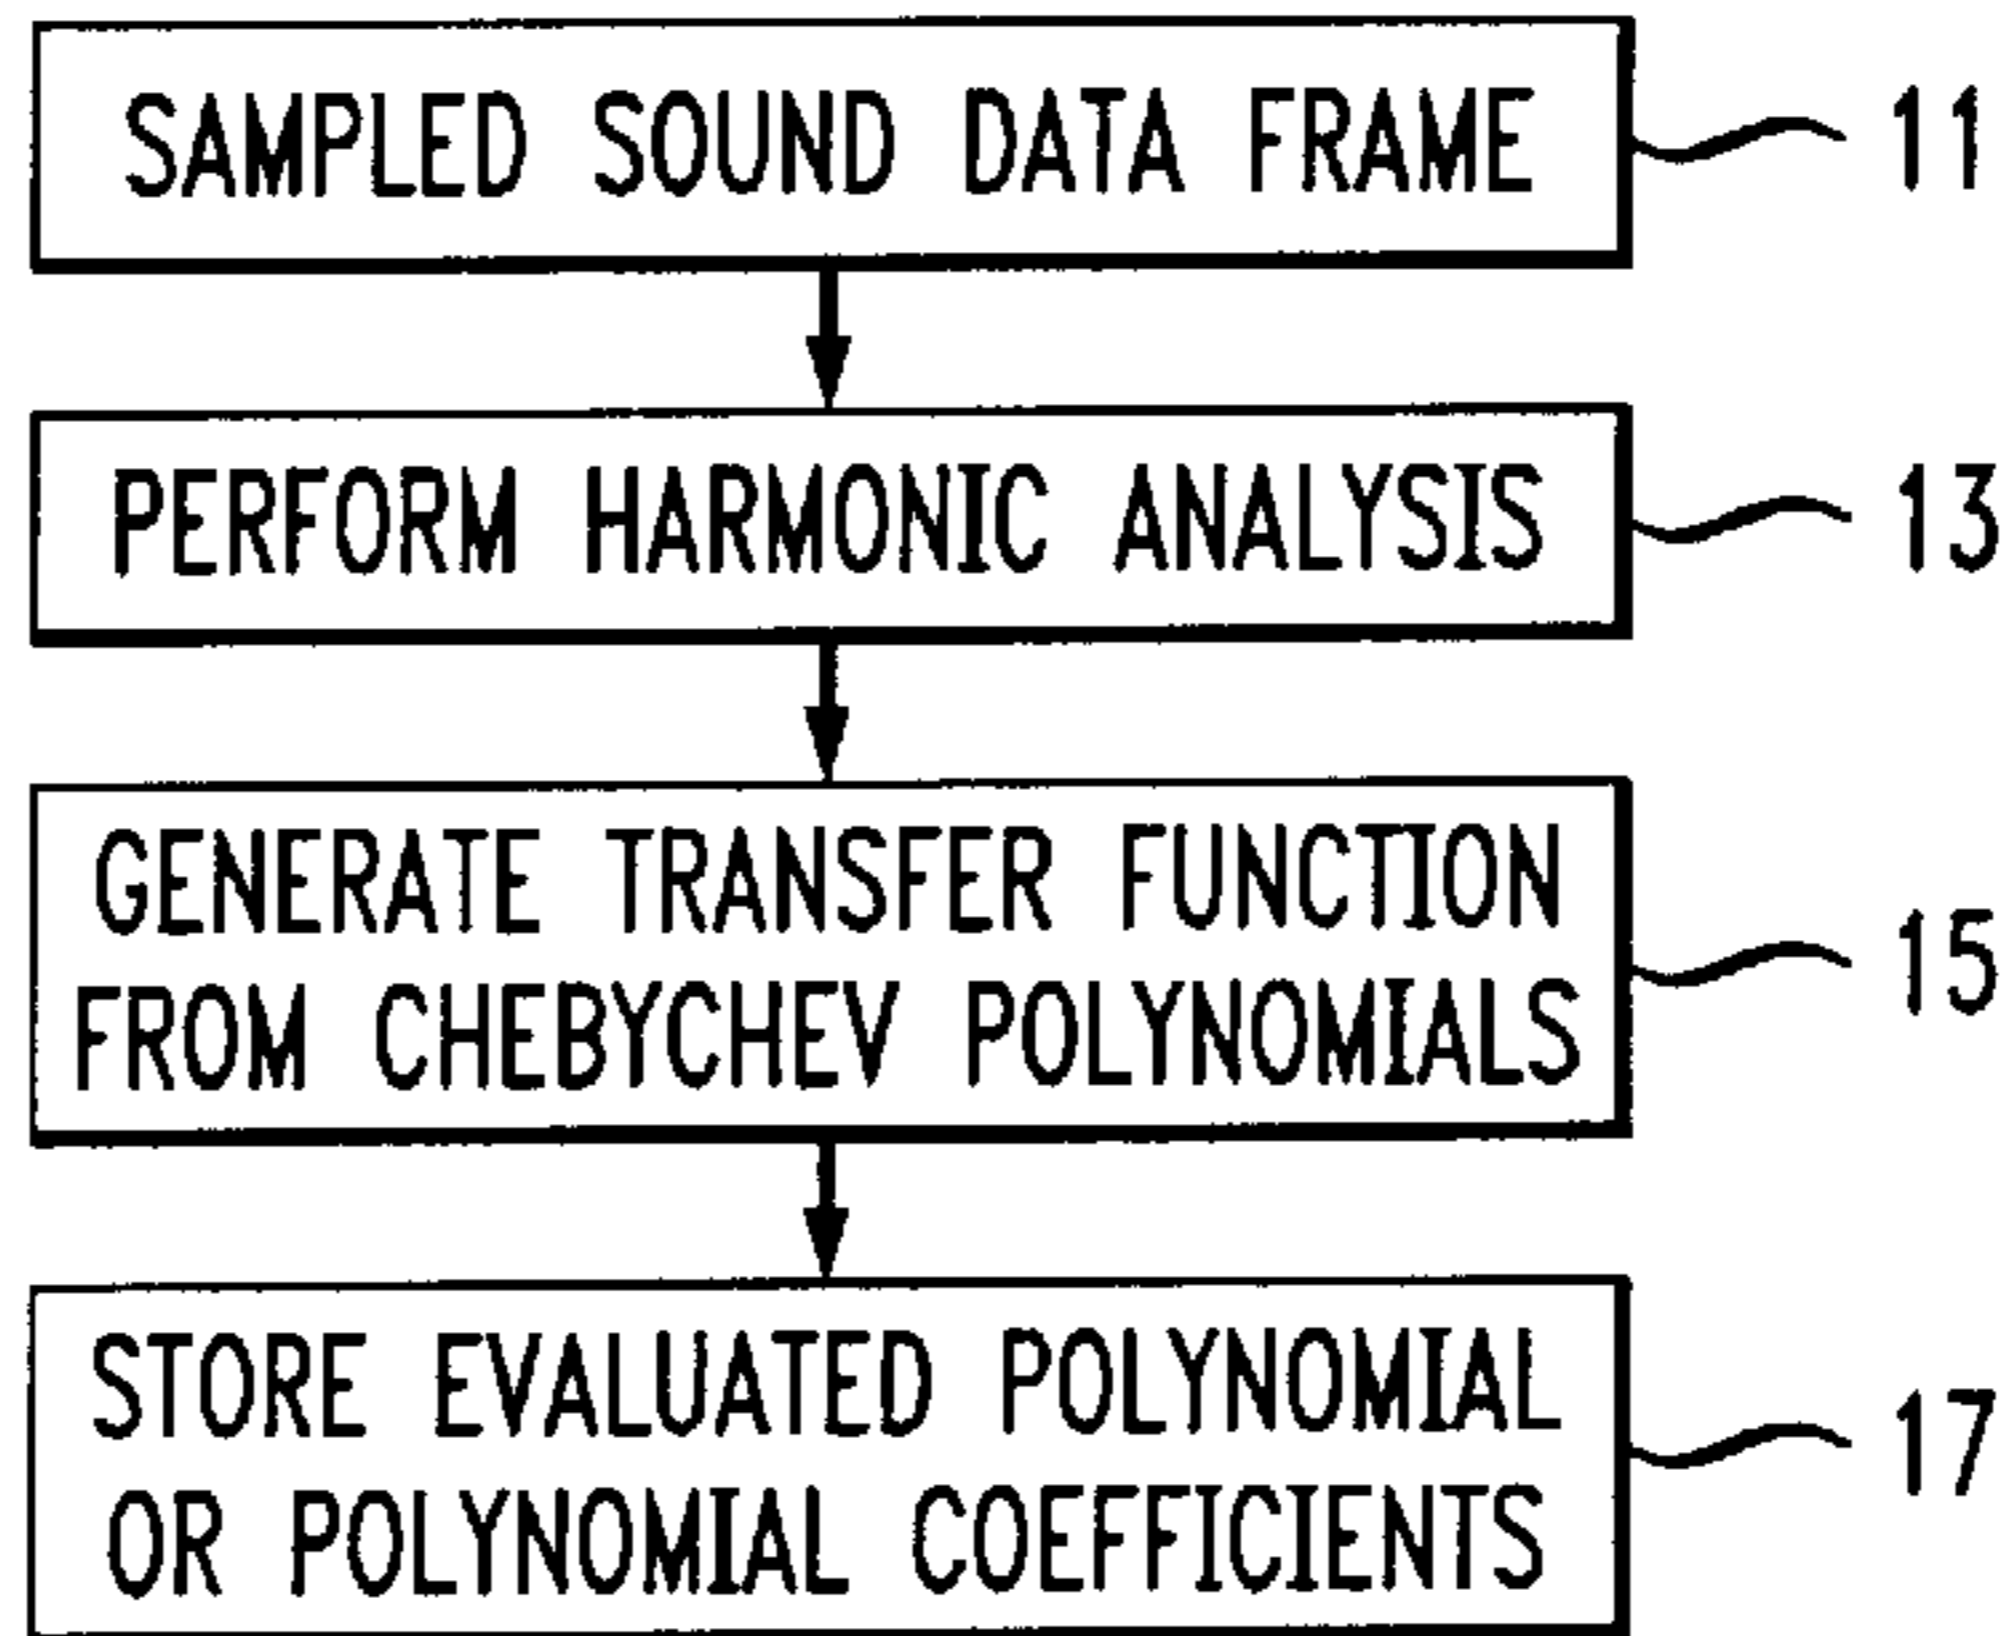 SAMPLED SOUND DATA FRAME
11
PERFORM HARMONIC ANALYSIS
13
GENERATE TRANSFER FUNCTION
FROM CHEBYCHEV POLYNOMIALS
15
STORE EVALUATED POLYNOMIAL
OR POLYNOMIAL COEFFICIENTS
17